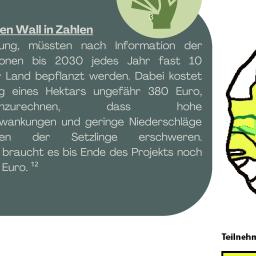 en Wall in Zahlen
ung, müssten nach Information der
onen bis 2030 jedes Jahr fast 10
Land bepflanzt werden. Dabei kostet
g eines Hektars ungefähr 380 Euro,
nzurechnen, dass hohe
wankungen und geringe Niederschläge
en der Setzlinge erschweren.
braucht es bis Ende des Projekts noch
Euro. 12
Teilnehm